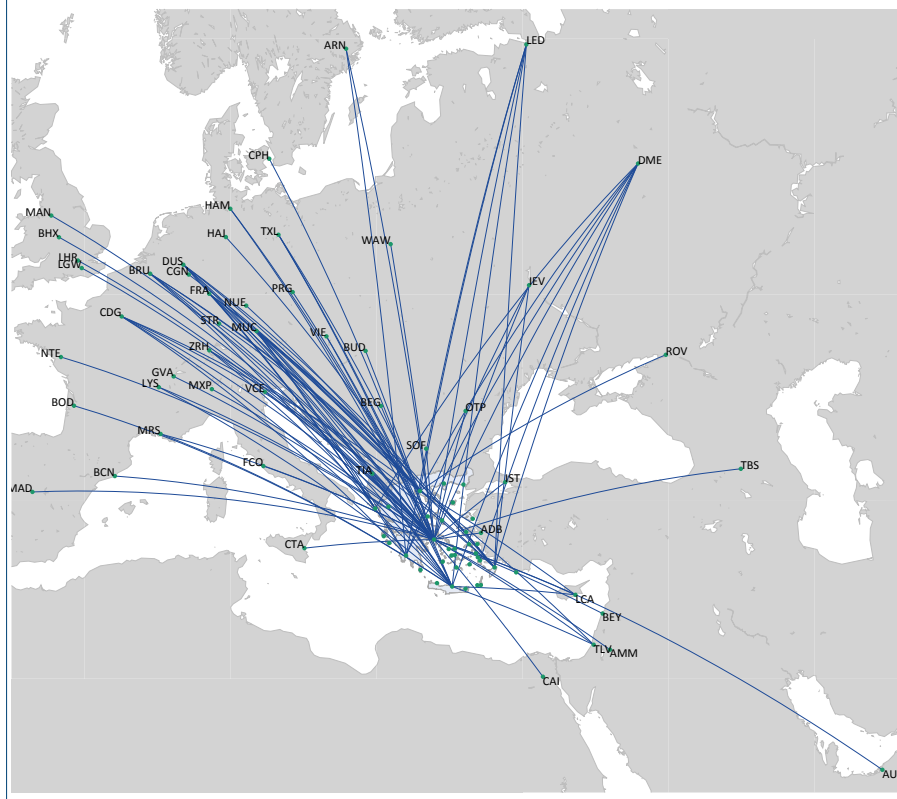 ARN
LED
CPH
DME
MAN
HAM
BHX
HAJ
TXL
WAW
LHR
LGW
DUS
BRU
CGN
IEV
FRA
PRG
NUE
CDG
STR
MUC
VIE
BUD
ZRH
NTE
ROV
GVA
LYS
MXP
VCE
BOD
BEG
OTP
MRS
SOF
FCO
TIA
TBS
BCN
IST
MAD
ADB
CTA
LCA
BEY
TLV
AMM
CAI
AU